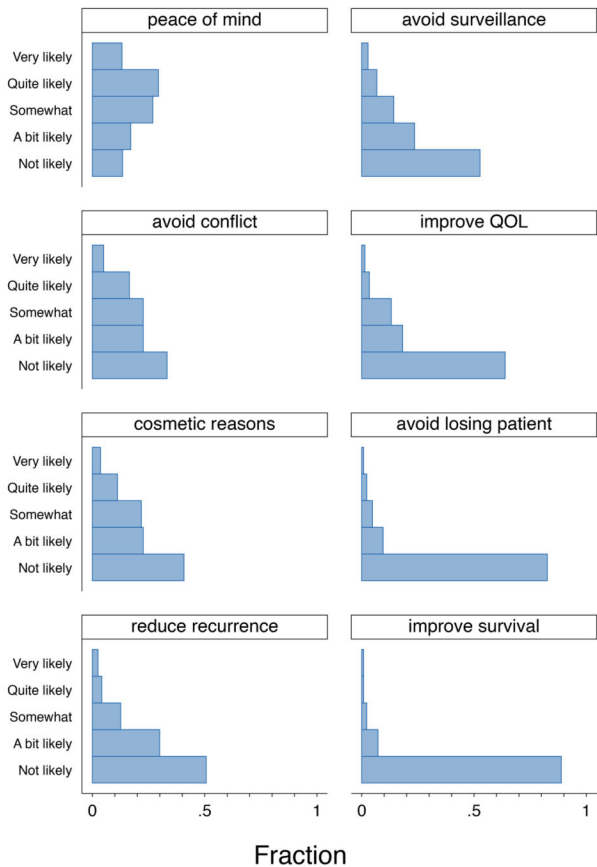 peace of mind
avoid surveillance
Very likely
Quite likely
Somewhat
A bit likely
Not likely
avoid conflict
improve QOL
Very likely
Quite likely
Somewhat
A bit likely
Not likely
cosmetic reasons
avoid losing patient
Very likely
Quite likely
Somewhat
A bit likely
Not likely
reduce recurrence
improve survival
Very likely
Quite likely
Somewhat
A bit likely
Not likely
0 .5 1 0 .5 1
Fraction